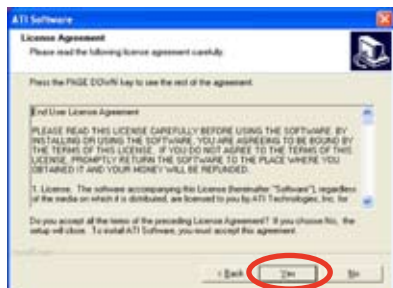 ATI Software
License Agreement
Please read the following license agreement carefully.
Press the PAGE DOWN key to see the rest of the agreement.
End User License Agreement
PLEASE READ THIS LICENSE CAREFULLY BEFORE USING THE SOFTWARE. BY
INSTALLING OR USING THE SOFTWARE, YOU ARE AGREEING TO BE BOUND BY
THE TERMS OF THIS LICENSE. IF YOU DO NOT AGREE TO THE TERMS OF THIS
LICENSE, PROMPTLY RETURN THE SOFTWARE TO THE PLACE WHERE YOU
OBTAINED IT AND YOUR MONEY WILL BE REFUNDED.
1. License. The software accompanying this License (hereinafter "Software"), regardless
of the media on which it is distributed, are licensed to you by ATI Technologies, Inc. for
Do you accept all the terms of the preceding License Agreement? If you choose No, the
setup will close. To install ATI Software, you must accept this agreement.
< Back
Yes
No